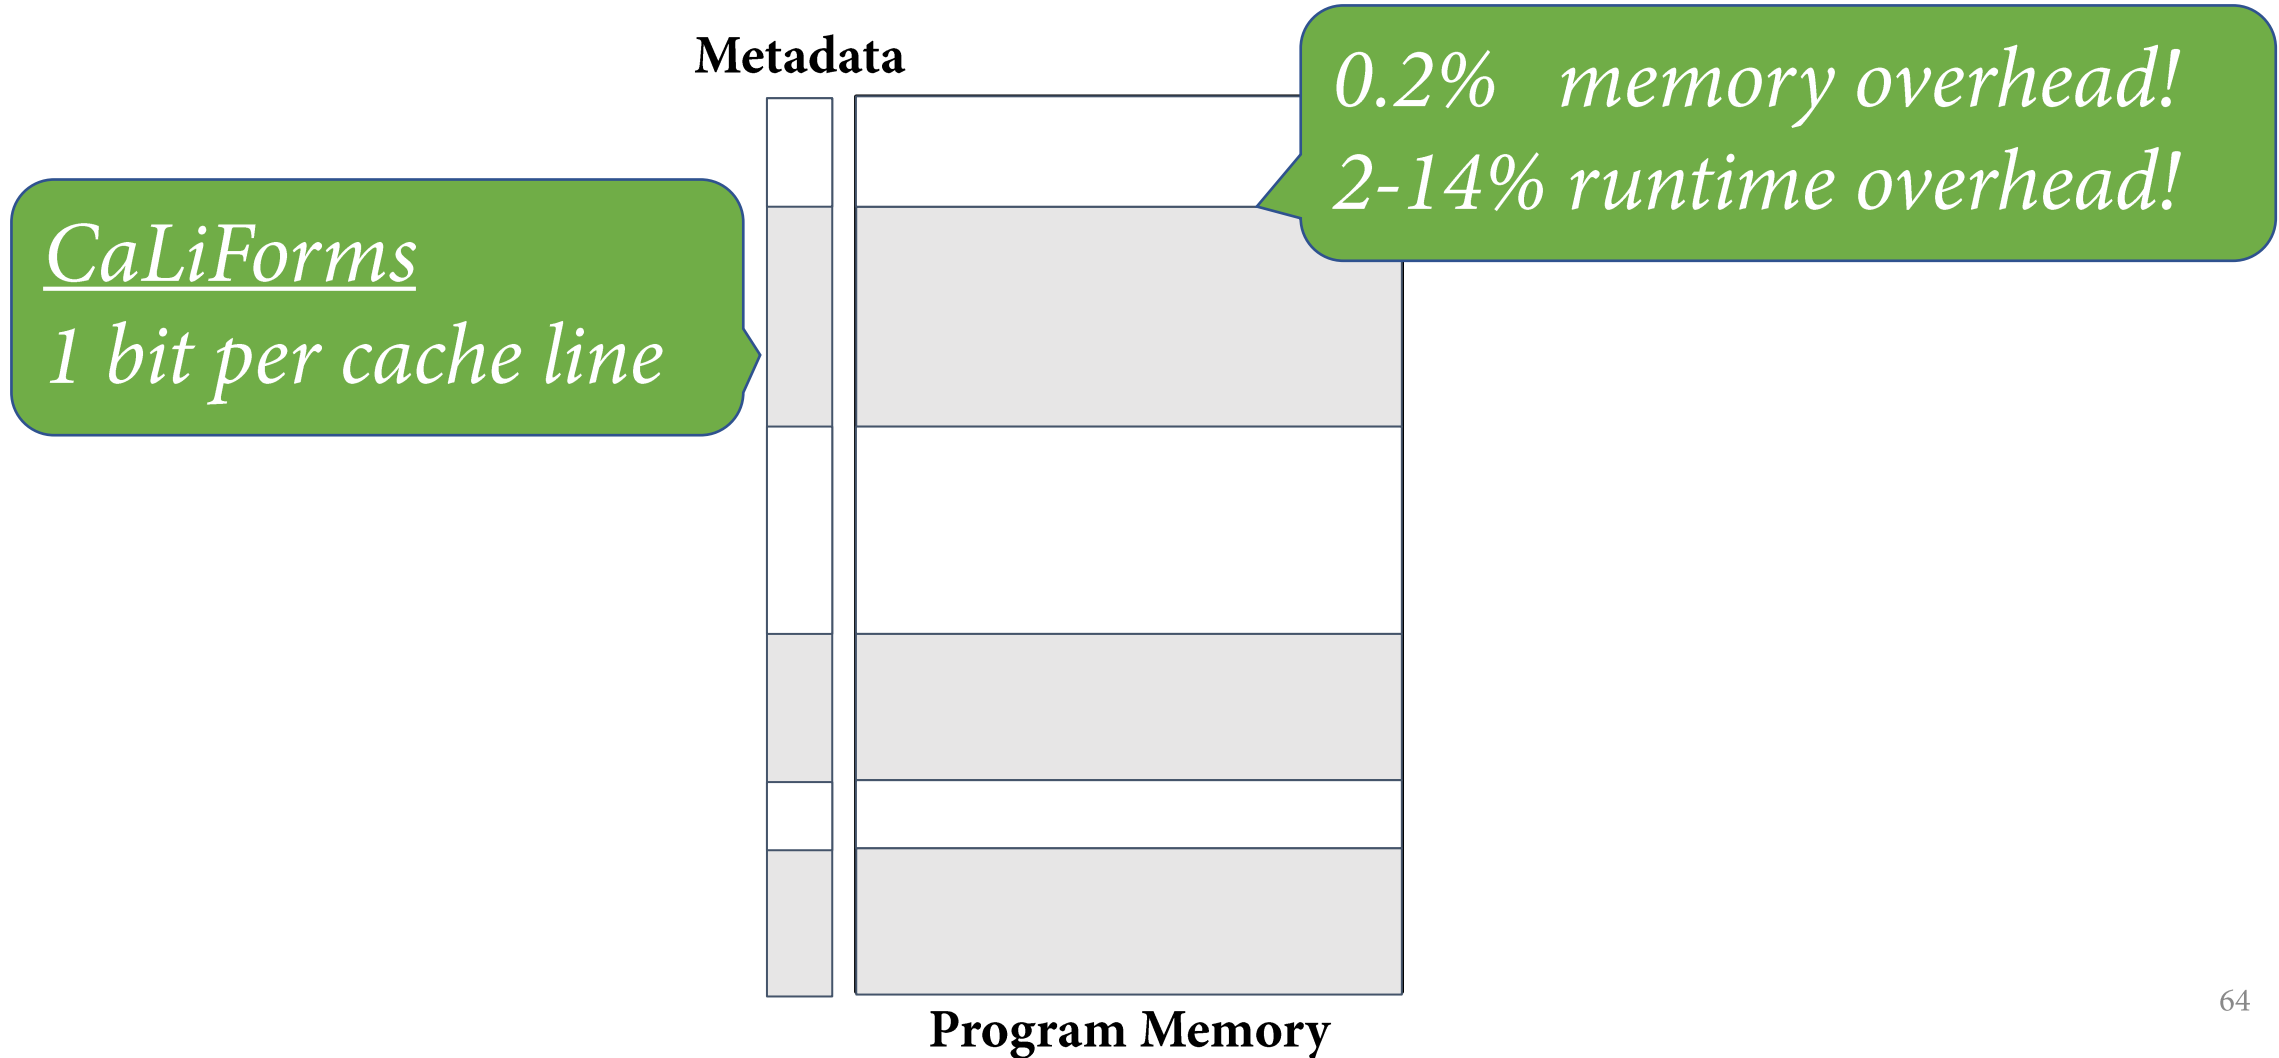 Metadata
0.2% memory overhead!
2-14% runtime overhead!
CaLiForms
1 bit per cache line
Program Memory
64